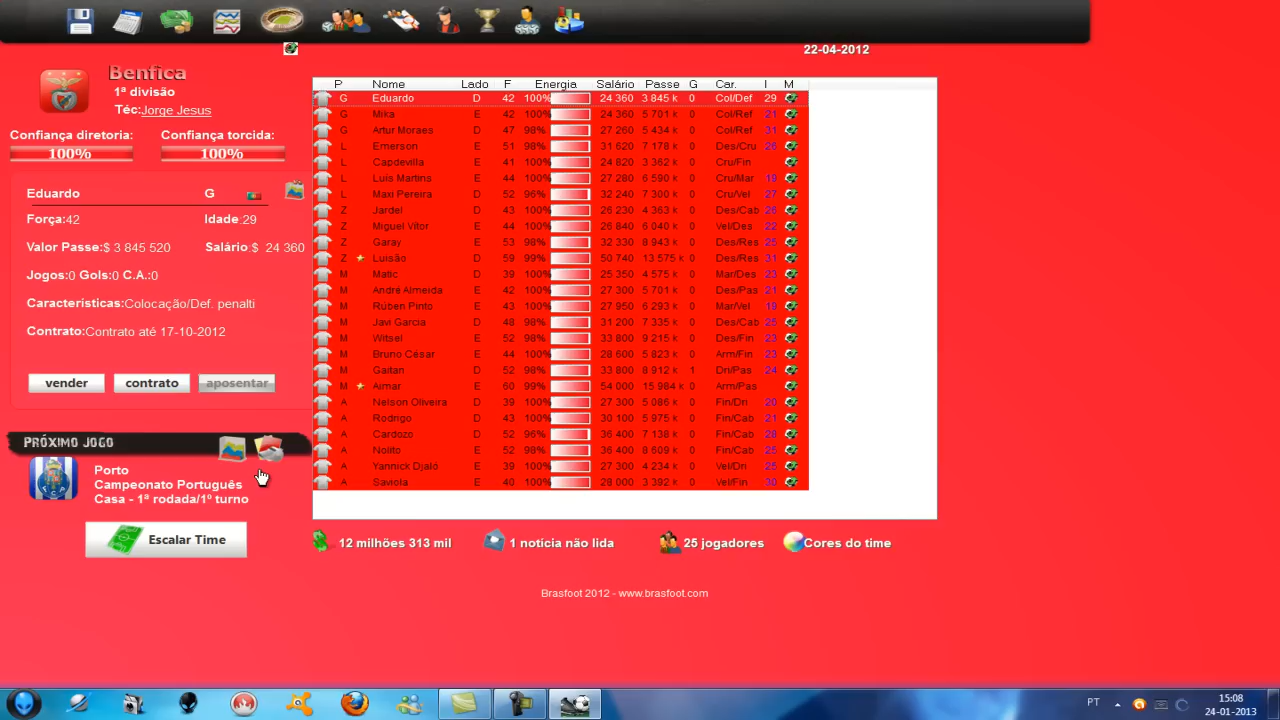 22-04-2012
Benfica
1ª divisão
Téc:Jorge Jesus
Confiança diretoria: Confiança torcida:
100% 100%
Eduardo G
Força:42 Idade:29
Valor Passe:$ 3 845 520 Salário:$ 24 360
Jogos:0 Gols:0 C.A.:0
Caracteristicas:Colocação/Def. penalti
Contrato:Contrato até 17-10-2012
vender contrato aposentar
PRÓXIMO JOGO
Porto
Campeonato Português
Casa - 1ª rodada/1º turno
Escalar Time
P Nome Lado F Energia Salário Passe G Car. I M
G Eduardo D 42 100% 24 360 3 845 k 0 Col/Def 29
G Mika E 42 100% 24 360 5 701 k 0 Col/Ref 21
G Artur Moraes D 47 98% 27 260 5 434 k 0 Col/Ref 31
L Emerson E 51 98% 31 620 7 178 k 0 Des/Cru 26
L Capdevilla E 41 100% 24 820 3 362 k 0 Cru/Fin
L Luis Martins E 44 98% 27 280 6 590 k 0 Cru/Mar 19
L Maxi Pereira D 52 96% 32 240 7 300 k 0 Cru/Vel 27
Z Jardel D 43 100% 26 230 4 363 k 0 Des/Cab 26
Z Miguel Vítor E 44 100% 26 840 6 040 k 0 Vel/Des 22
Z Garay E 53 98% 32 330 8 943 k 0 Des/Res 25
Z Luisão D 59 99% 50 740 13 575 k 0 Des/Res 31
M Matic D 39 100% 25 350 4 575 k 0 Mar/Des 23
M André Almeida D 42 100% 27 300 5 701 k 0 Des/Pas 21
M Rúben Pinto D 43 100% 27 950 6 293 k 0 Mar/Vel 19
M Javi Garcia D 48 98% 31 200 7 335 k 0 Des/Cab 25
M Witsel E 52 98% 33 800 9 215 k 0 Des/Fin 23
M Bruno César E 44 100% 28 600 5 823 k 0 Arm/Fin 23
M Gaitan D 52 98% 33 800 8 912 k 1 Dri/Pas 24
M Aimar E 60 99% 54 000 15 984 k 0 Arm/Pas
A Nelson Oliveira D 39 100% 27 300 5 086 k 0 Fin/Dri 20
A Rodrigo D 43 100% 30 100 5 975 k 0 Fin/Cab 21
A Cardozo D 52 96% 36 400 7 138 k 0 Fin/Cab 28
A Nolito E 52 98% 36 400 8 609 k 0 Fin/Cab 25
A Yannick Djaló E 39 100% 27 300 4 234 k 0 Vel/Dri 25
A Saviola E 40 100% 28 000 3 392 k 0 Vel/Fin 30
12 milhões 313 mil 1 noticia não lida 25 jogadores Cores do time
Brasfoot 2012 - www.brasfoot.com
PT 15:08
24-01-2013